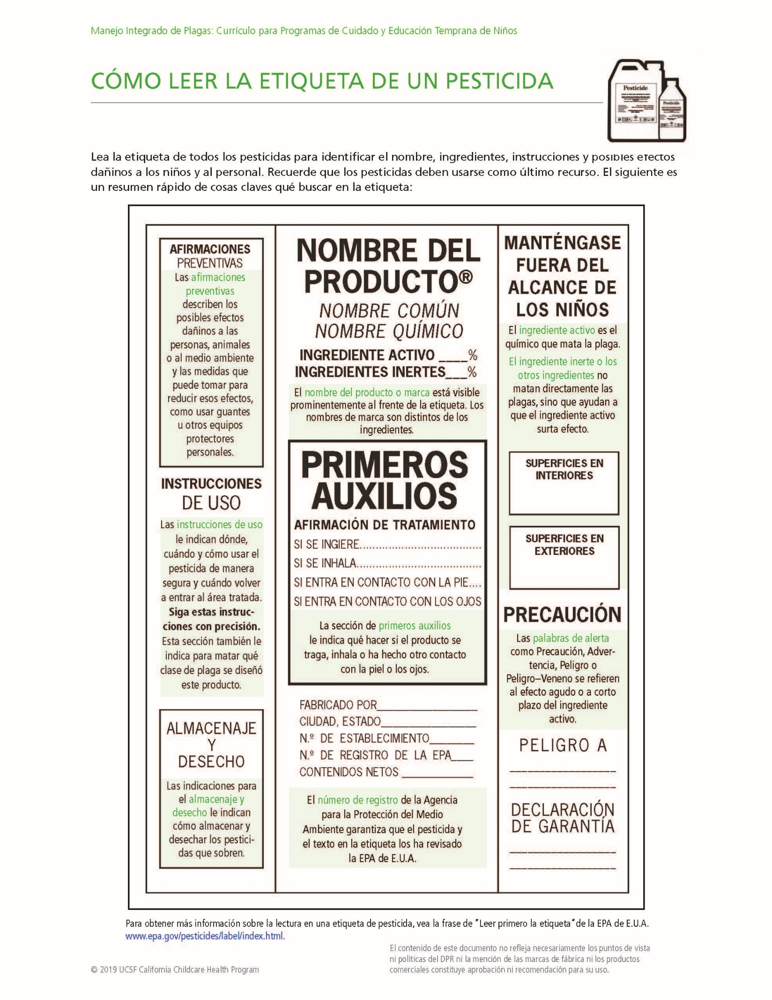 Manejo Integrado de Plagas: Currículo para Programas de Cuidado y Educación Temprana de Niños
CÓMO LEER LA ETIQUETA DE UN PESTICIDA
Pesticide
Pesticide
Lea la etiqueta de todos los pesticidas para identificar el nombre, ingredientes, instrucciones y posibles efectos
dañinos a los niños y al personal. Recuerde que los pesticidas deben usarse como último recurso. El siguiente es
un resumen rápido de cosas claves qué buscar en la etiqueta:
AFIRMACIONES
PREVENTIVAS
Las afirmaciones
preventivas
describen los
posibles efectos
dañinos a las
personas, animales
o al medio ambiente
y las medidas que
puede tomar para
reducir esos efectos,
como usar guantes
u otros equipos
protectores
personales.
INSTRUCCIONES
DE USO
Las instrucciones de uso
le indican dónde,
cuándo y cómo usar el
pesticida de manera
segura y cuándo volver
a entrar al área tratada.
Siga estas instruc-
ciones con precisión.
Esta sección también le
indica para matar qué
clase de plaga se diseñó
este producto.
ALMACENAJE
Y
DESECHO
Las indicaciones para
el almacenaje y
desecho le indican
cómo almacenar y
desechar los pestici-
das que sobren.
NOMBRE DEL
PRODUCTO®
NOMBRE COMÚN
NOMBRE QUÍMICO
INGREDIENTE ACTIVO ____%
INGREDIENTES INERTES___%
El nombre del producto o marca está visible
prominentemente al frente de la etiqueta. Los
nombres de marca son distintos de los
ingredientes.
PRIMEROS
AUXILIOS
AFIRMACIÓN DE TRATAMIENTO
SI SE INGIERE......................................
SI SE INHALA.......................................
SI ENTRA EN CONTACTO CON LA PIE....
SI ENTRA EN CONTACTO CON LOS OJOS
La sección de primeros auxilios
le indica qué hacer si el producto se
traga, inhala o ha hecho otro contacto
con la piel o los ojos.
FABRICADO POR__________________
CIUDAD, ESTADO_________________
N.º DE ESTABLECIMIENTO________
N.º DE REGISTRO DE LA EPA____
CONTENIDOS NETOS _____________
El número de registro de la Agencia
para la Protección del Medio
Ambiente garantiza que el pesticida y
el texto en la etiqueta los ha revisado
la EPA de E.U.A.
MANTÉNGASE
FUERA DEL
ALCANCE DE
LOS NIÑOS
El ingrediente activo es el
químico que mata la plaga.
El ingrediente inerte o los
otros ingredientes no
matan directamente las
plagas, sino que ayudan a
que el ingrediente activo
surta efecto.
SUPERFICIES EN
INTERIORES
SUPERFICIES EN
EXTERIORES
PRECAUCIÓN
Las palabras de alerta
como Precaución, Adver-
tencia, Peligro o
Peligro–Veneno se refieren
al efecto agudo o a corto
plazo del ingrediente
activo.
PELIGRO A
DECLARACIÓN
DE GARANTÍA
Para obtener más información sobre la lectura en una etiqueta de pesticida, vea la frase de "Leer primero la etiqueta" de la EPA de E.U.A.
www.epa.gov/pesticides/label/index.html.
El contenido de este documento no refleja necesariamente los puntos de vista
ni políticas del DPR ni la mención de las marcas de fábrica ni los productos
comerciales constituye aprobación ni recomendación para su uso.
© 2019 UCSF California Childcare Health Program